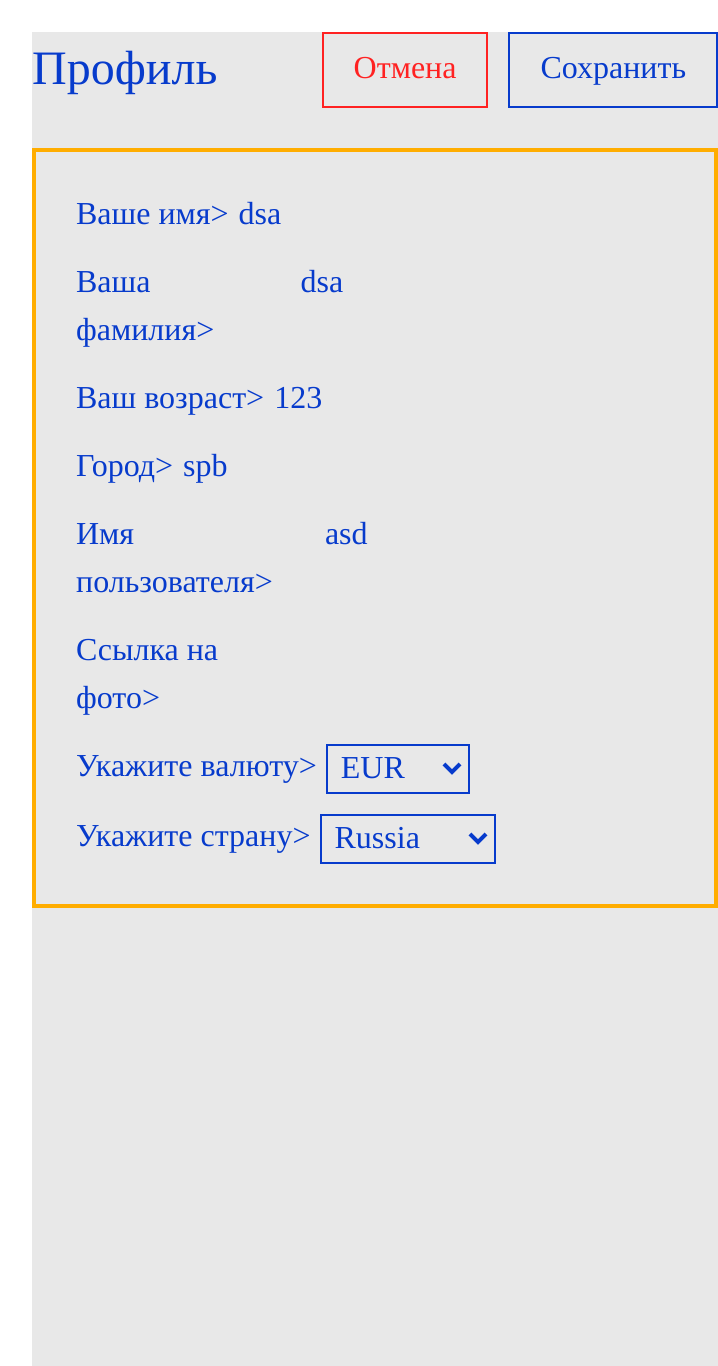 Профиль Отмена Сохранить
Ваше имя> dsa
Ваша dsa
фамилия>
Ваш возраст> 123
Город> spb
Имя asd
пользователя>
Ссылка на
фото>
Укажите валюту> EUR
Укажите страну> Russia